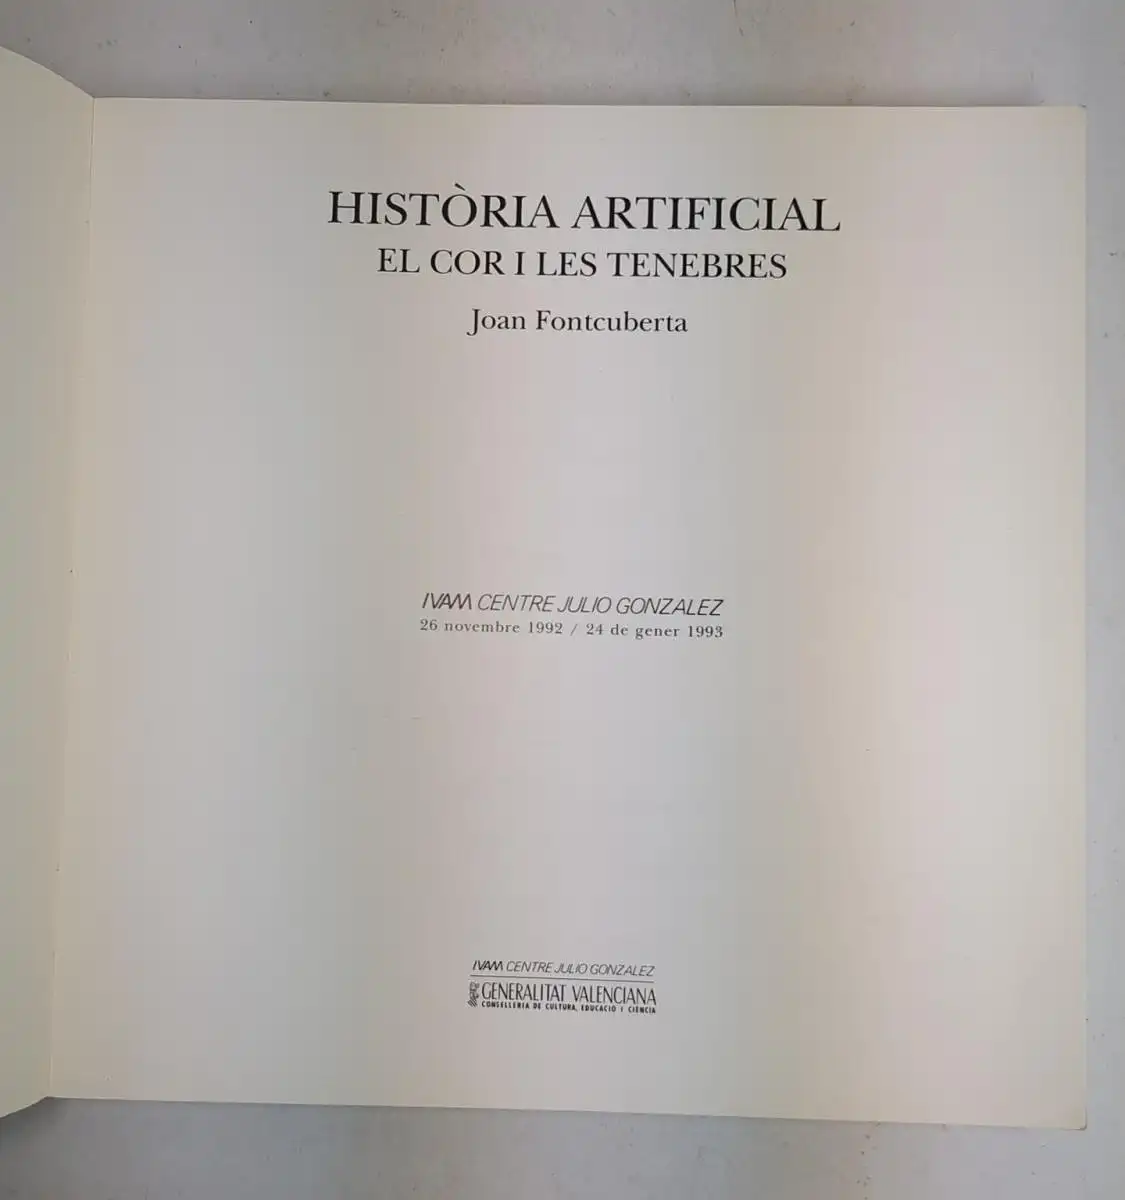 HISTÒRIA ARTIFICIAL
EL COR I LES TENEBRES
Joan Fontcuberta
IVAM CENTRE JULIO GONZALEZ
26 novembre 1992 / 24 de gener 1993
IVAM CENTRE JULIO GONZALEZ
GENERALITAT VALENCIANA
CONSELLERIA DE CULTURA, EDUCACIO I CIENCIA